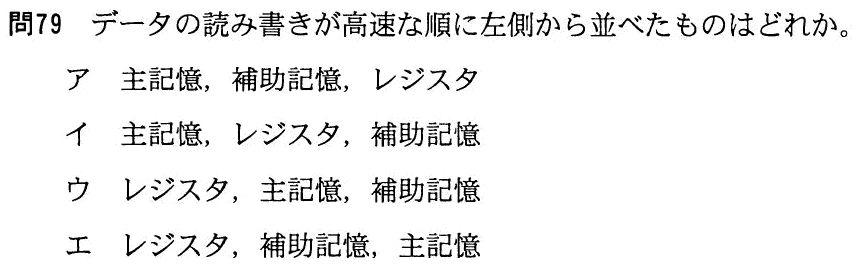 問79 データの読み書きが高速な順に左側から並べたものはどれか。
ア 主記憶，補助記憶，レジスタ
イ 主記憶，レジスタ，補助記憶
ウ レジスタ，主記憶，補助記憶
エ レジスタ，補助記憶，主記憶